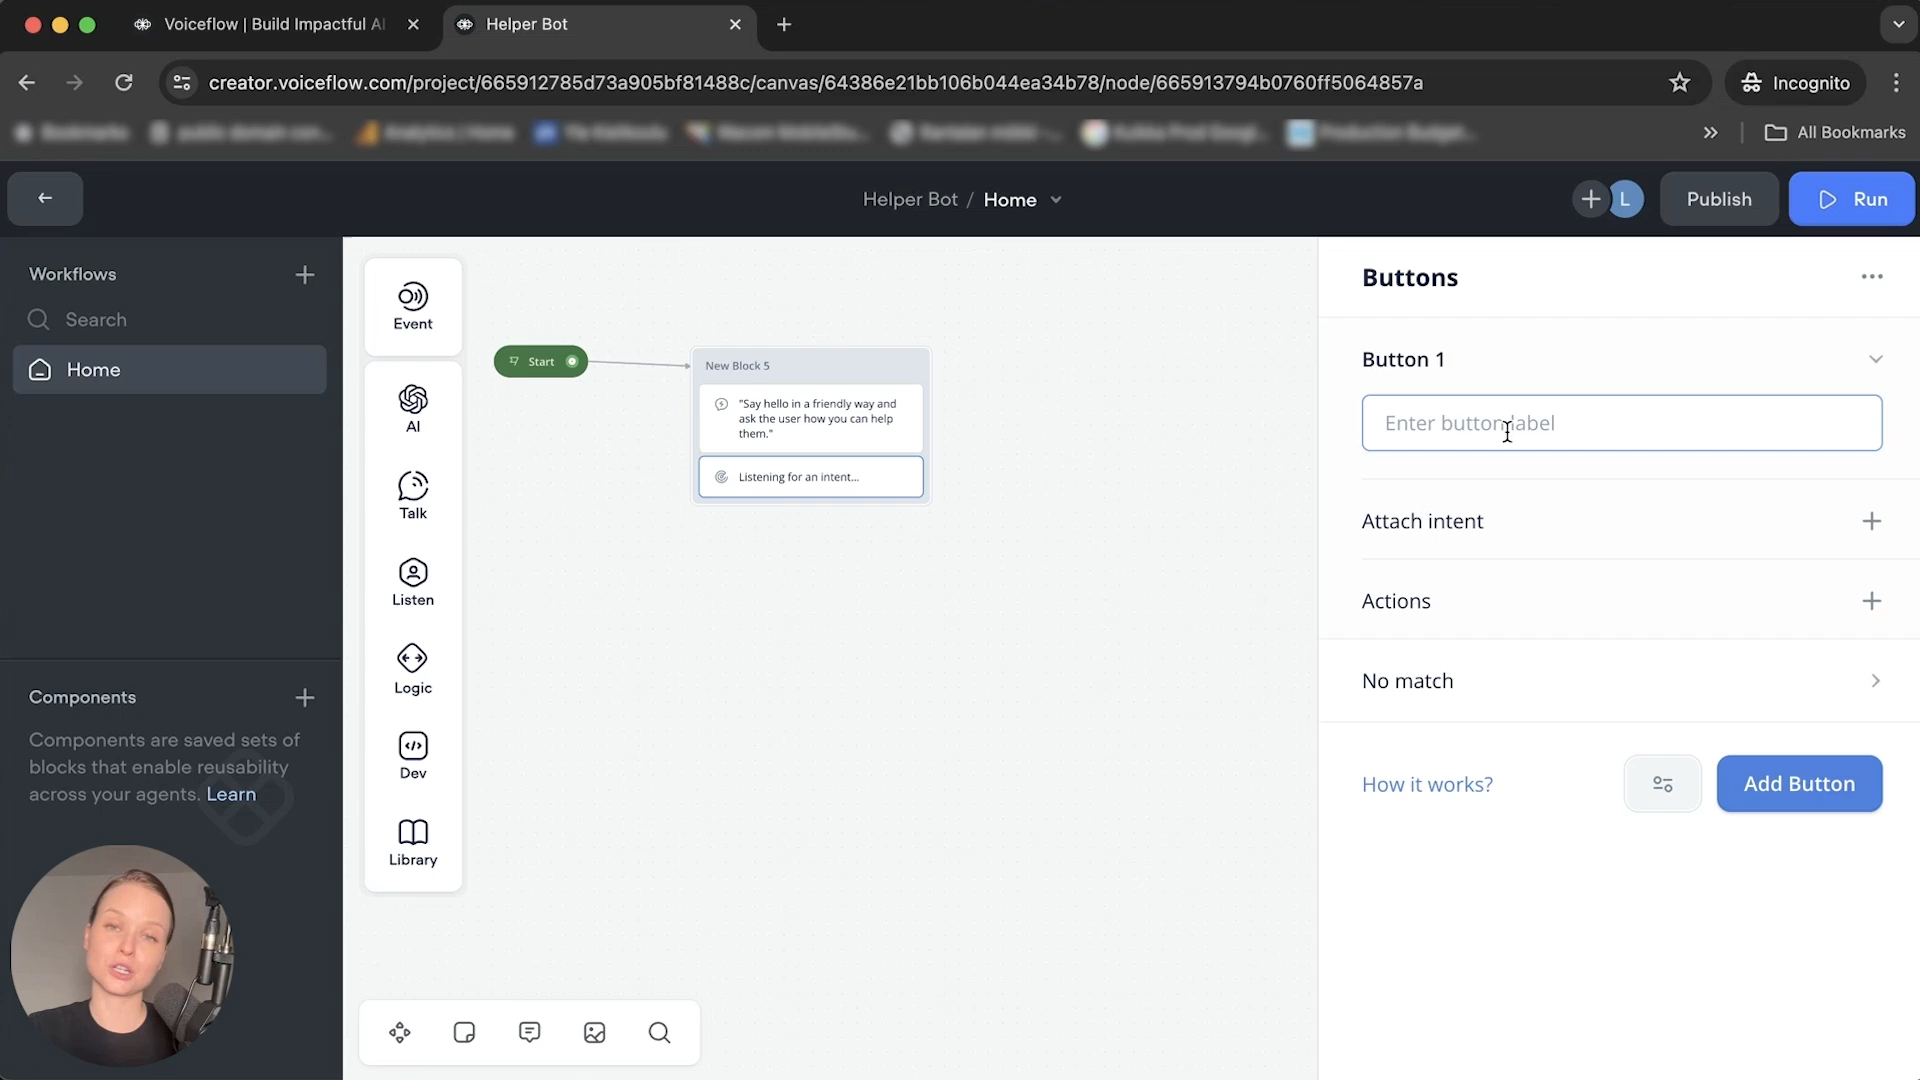 Voiceflow | Build Impactful AI
Helper Bot
creator.voiceflow.com/project/665912785d73a905bf81488c/canvas/64386e21bb106b044ea34b78/node/665913794b0760ff5064857a
Incognito
Bookmarks
All Bookmarks
Helper Bot / Home
L
Publish
Run
Workflows
Search
Home
Components
Components are saved sets of
blocks that enable reusability
across your agents. Learn
Event
AI
Talk
Listen
Logic
Dev
Library
Start
New Block 5
"Say hello in a friendly way and
ask the user how you can help
them."
Listening for an intent...
Buttons
Button 1
Enter button label
Attach intent
Actions
No match
How it works?
Add Button